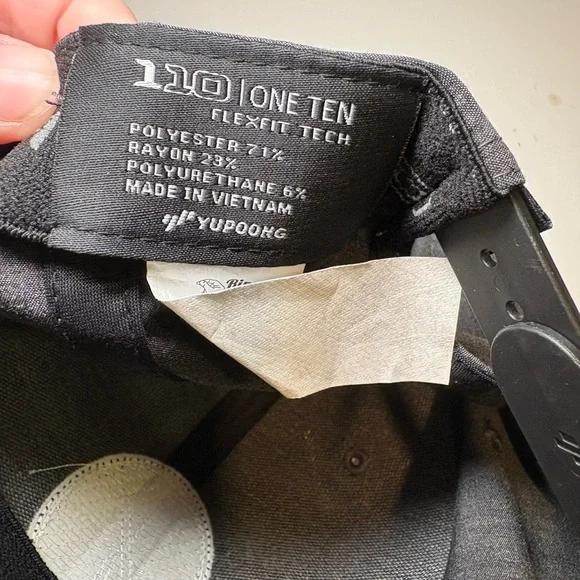 110 | ONE TEN
FLEXFIT TECH
POLYESTER 71%
RAYON 23%
POLYURETHANE 6%
MADE IN VIETNAM
YUPOONG